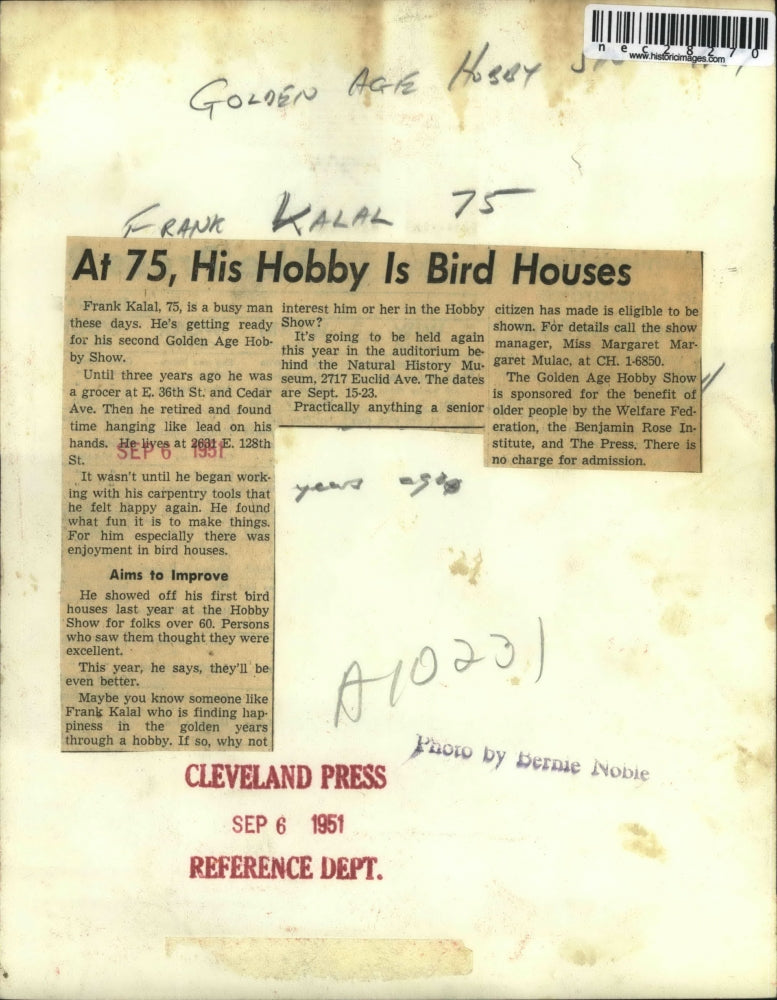 n e c 2 8 2 7 0
www.historicimages.com
GOLDEN AGE HOBBY
FRANK KALAL 75
At 75, His Hobby Is Bird Houses
Frank Kalal, 75, is a busy man
these days. He's getting ready
for his second Golden Age Hob-
by Show.
Until three years ago he was
a grocer at E. 36th St. and Cedar
Ave. Then he retired and found
time hanging like lead on his
hands. He lives at 2631 E. 128th
St.
SEP 6 1951
It wasn't until he began work-
ing with his carpentry tools that
he felt happy again. He found
what fun it is to make things.
For him especially there was
enjoyment in bird houses.
Aims to Improve
He showed off his first bird
houses last year at the Hobby
Show for folks over 60. Persons
who saw them thought they were
excellent.
This year, he says, they'll be
even better.
Maybe you know someone like
Frank Kalal who is finding hap-
piness in the golden years
through a hobby. If so, why not
interest him or her in the Hobby
Show?
It's going to be held again
this year in the auditorium be-
hind the Natural History Mu-
seum, 2717 Euclid Ave. The dates
are Sept. 15-23.
Practically anything a senior
citizen has made is eligible to be
shown. For details call the show
manager, Miss Margaret Mar-
garet Mulac, at CH. 1-6850.
The Golden Age Hobby Show
is sponsored for the benefit of
older people by the Welfare Fed-
eration, the Benjamin Rose In-
stitute, and The Press. There is
no charge for admission.
years ago
A10231
Photo by Bernie Noble
CLEVELAND PRESS
SEP 6 1951
REFERENCE DEPT.